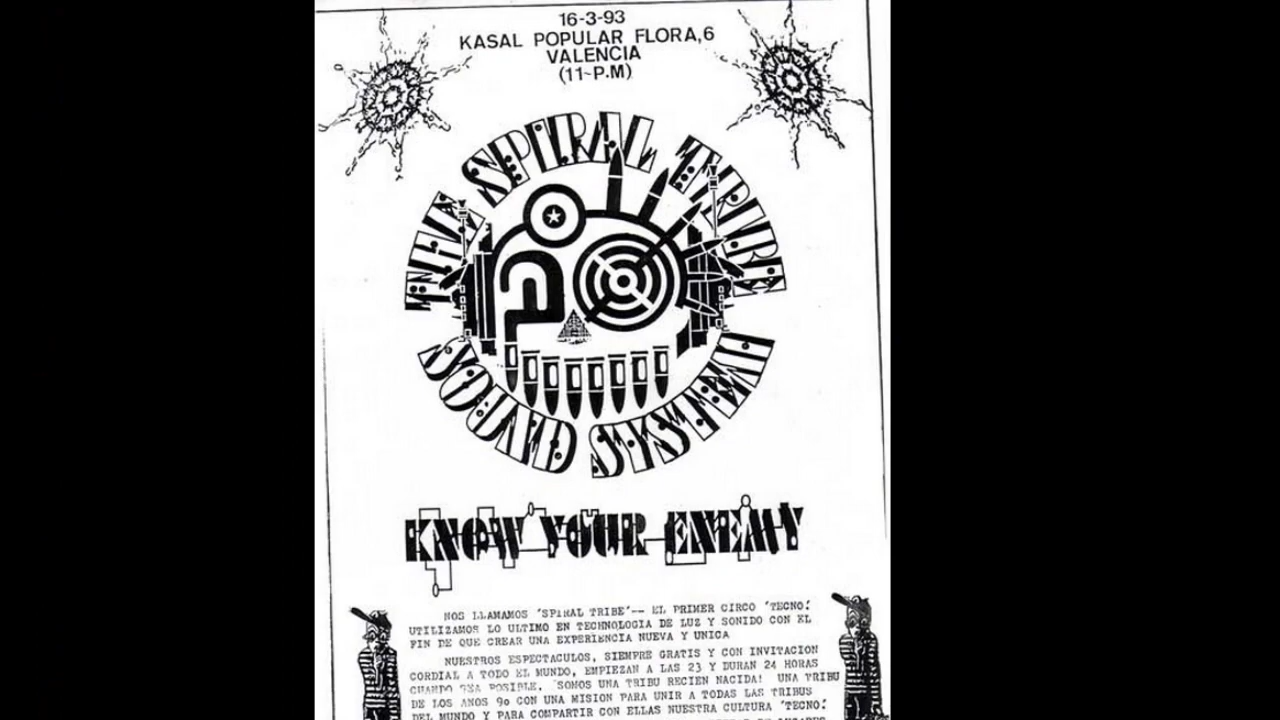 16-3-93
KASAL POPULAR FLORA,6
VALENCIA
(11-P.M)
THE SPIRAL TRIBE
SOUND SYSTEM
KNOW YOUR ENEMY
NOS LLAMAMOS 'SPIRAL TRIBE'-- EL PRIMER CIRCO 'TECNO'.
UTILIZAMOS LO ULTIMO EN TECHNOLOGIA DE LUZ Y SONIDO CON EL
FIN DE QUE CREAR UNA EXPERIENCIA NUEVA Y UNICA
NUESTROS ESPECTACULOS, SIEMPRE GRATIS Y CON INVITACION
CORDIAL A TODO EL MUNDO, EMPIEZAN A LAS 23 Y DURAN 24 HORAS
CUANDO SEA POSIBLE. 'SOMOS UNA TRIBU RECIEN NACIDA! UNA TRIBU
DE LOS ANOS 90 CON UNA MISION PARA UNIR A TODAS LAS TRIBUS
DEL MUNDO Y PARA COMPARTIR CON ELLAS NUESTRA CULTURA 'TECNO'.